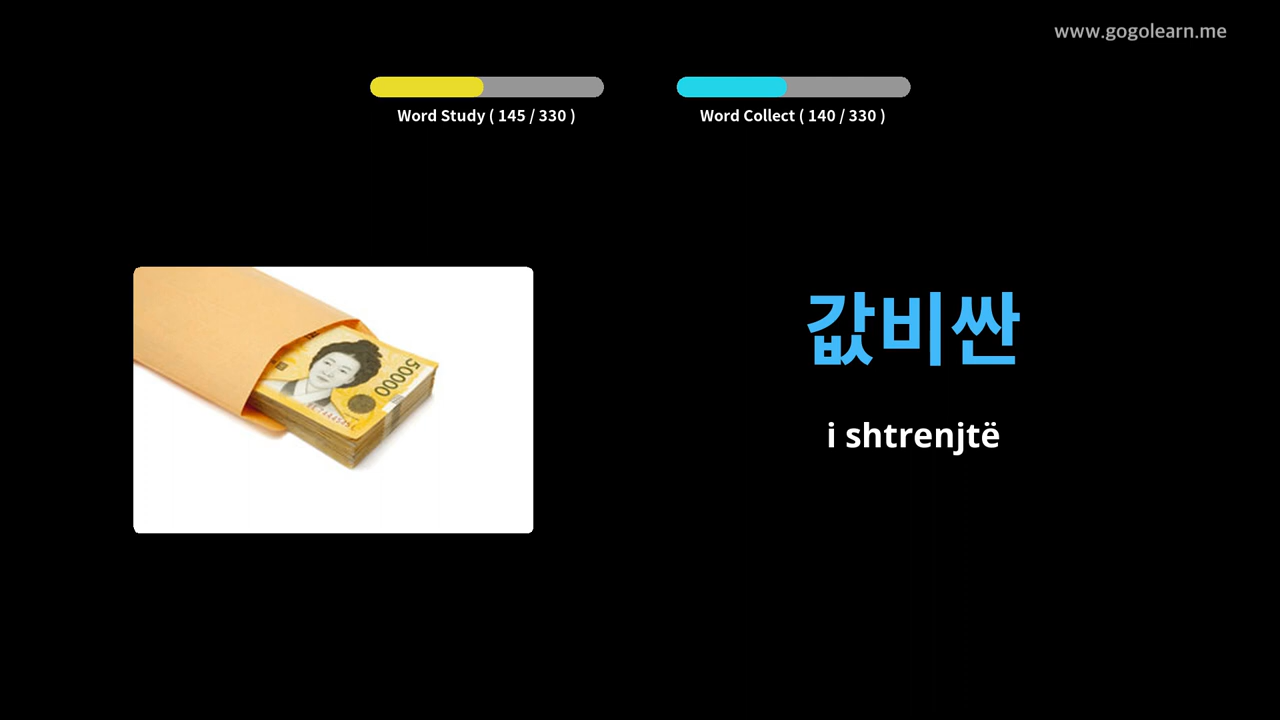 www.gogolearn.me
Word Study ( 145 / 330 )
Word Collect ( 140 / 330 )
50000
값비싼
i shtrenjtë